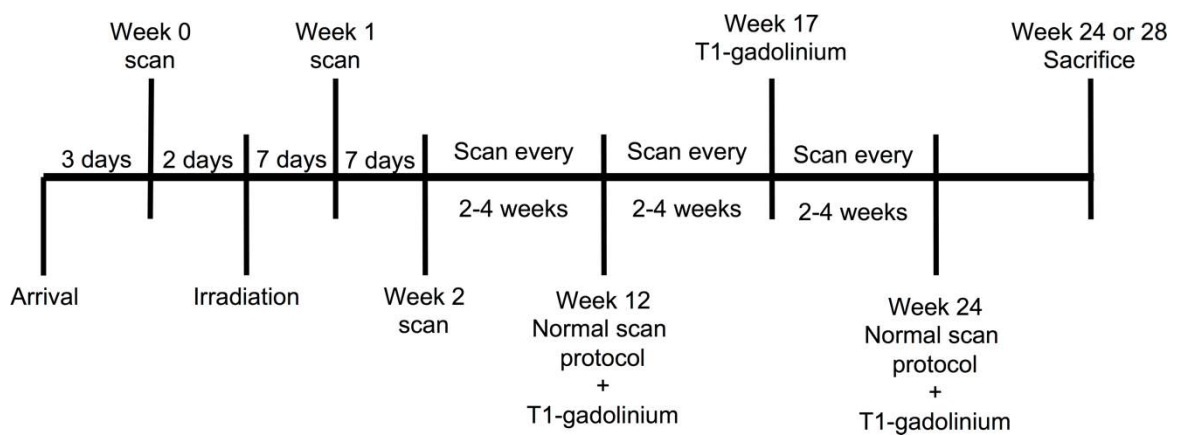 Week 0
scan
Week 1
scan
Week 17
T1-gadolinium
Week 24 or 28
Sacrifice
3 days
2 days
7 days
7 days
Scan every
2-4 weeks
Scan every
2-4 weeks
Scan every
2-4 weeks
Arrival
Irradiation
Week 2
scan
Week 12
Normal scan
protocol
+
T1-gadolinium
Week 24
Normal scan
protocol
+
T1-gadolinium